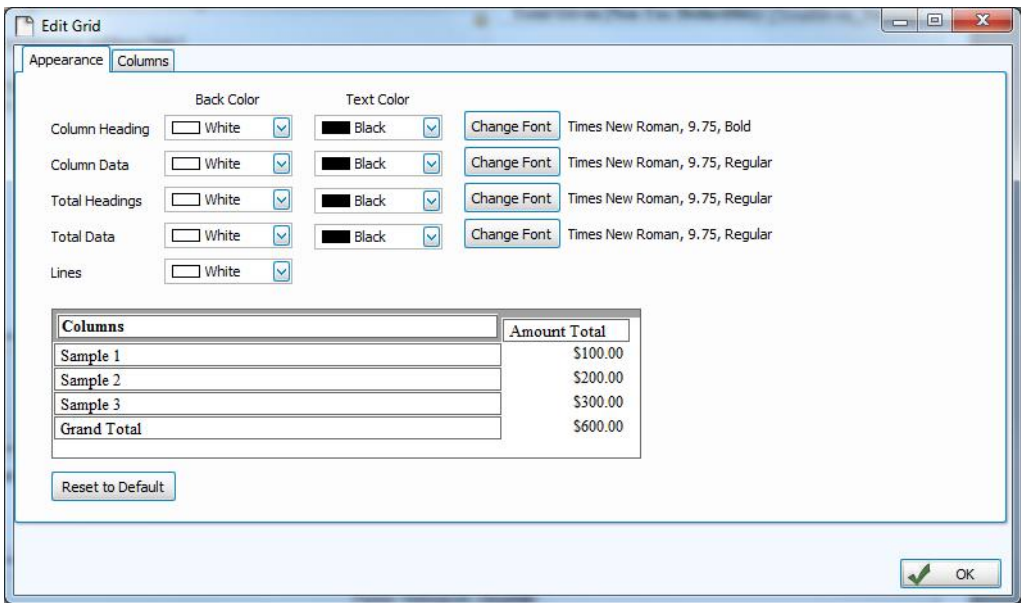 Edit Grid
Appearance Columns
Back Color Text Color
Column Heading White Black Change Font Times New Roman, 9.75, Bold
Column Data White Black Change Font Times New Roman, 9.75, Regular
Total Headings White Black Change Font Times New Roman, 9.75, Regular
Total Data White Black Change Font Times New Roman, 9.75, Regular
Lines White
Columns Amount Total
Sample 1 $100.00
Sample 2 $200.00
Sample 3 $300.00
Grand Total $600.00
Reset to Default
OK